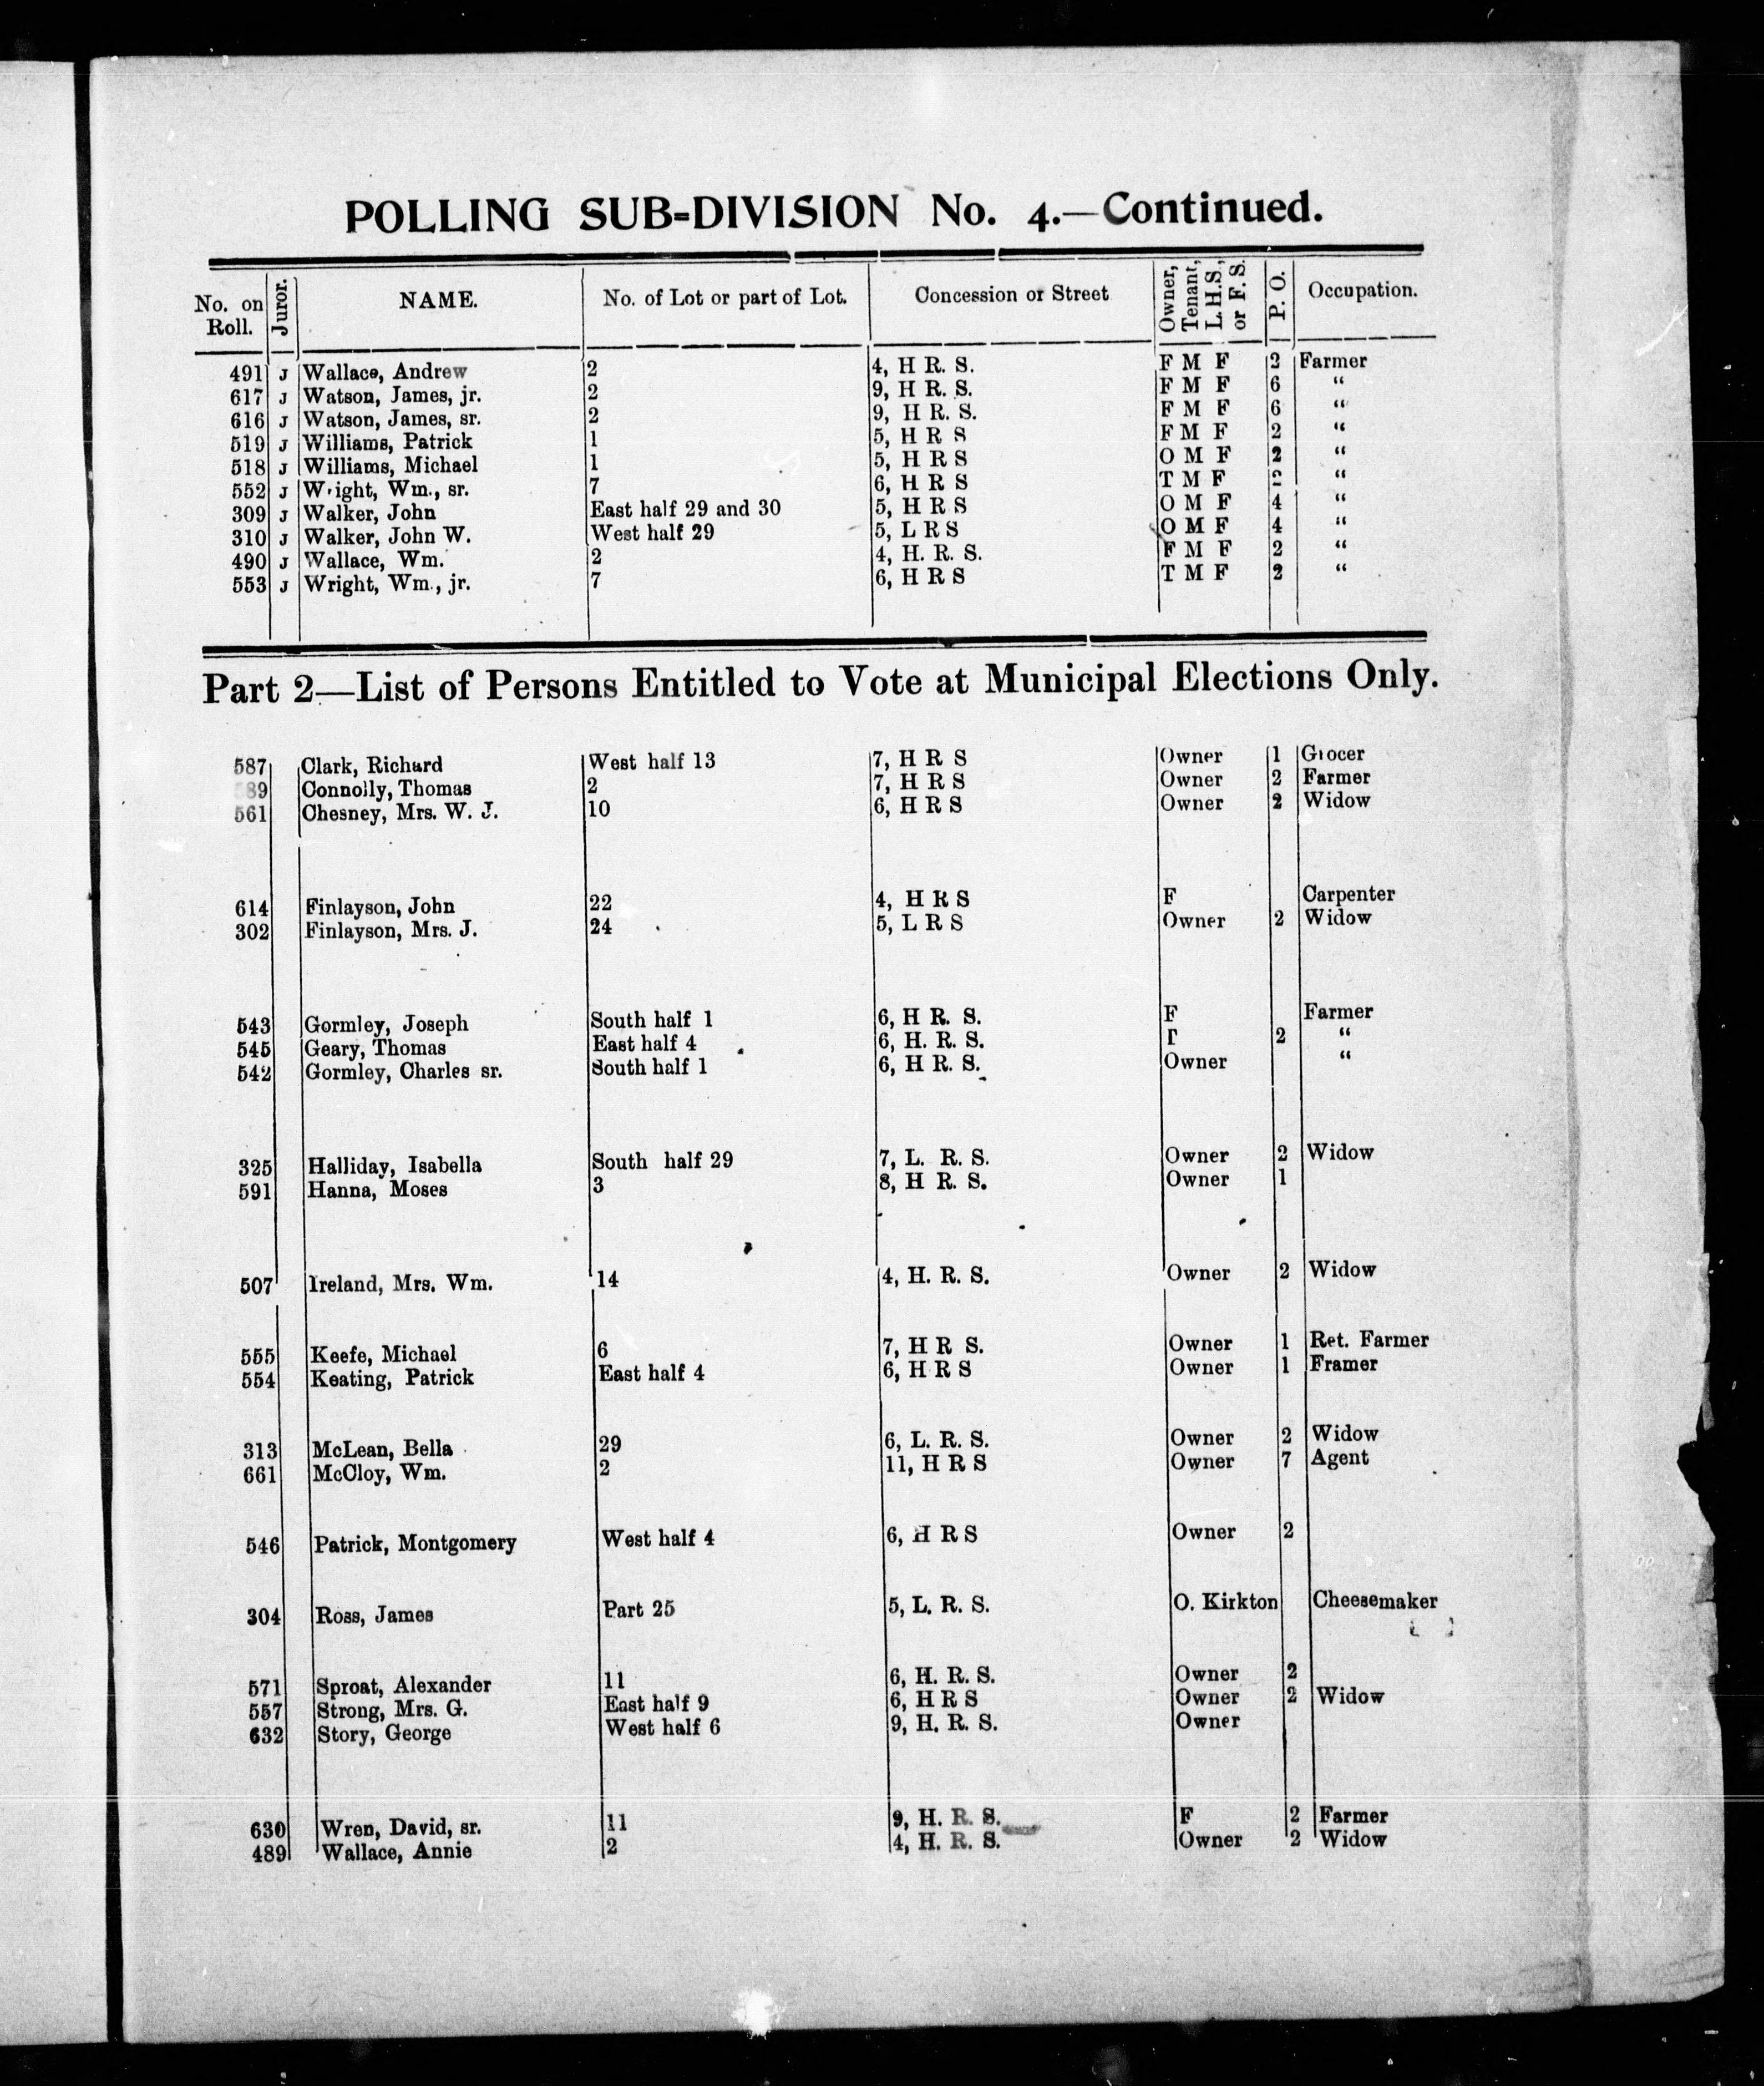 POLLING SUB-DIVISION No. 4.—Continued.
No. on Roll. Juror. NAME. No. of Lot or part of Lot. Concession or Street Owner, Tenant, L. H.S., or F. S. P. O. Occupation.
491 J Wallace, Andrew 2 4, H R. S. F M F 2 Farmer
617 J Watson, James, jr. 2 9, H R. S. F M F 6 “
616 J Watson, James, sr. 2 9, H R. S. F M F 6 “
519 J Williams, Patrick 1 5, H R S F M F 2 “
518 J Williams, Michael 1 5, H R S O M F 2 “
552 J W ight, Wm., sr. 7 6, H R S T M F 2 “
309 J Walker, John East half 29 and 30 5, H R S O M F 4 “
310 J Walker, John W. West half 29 5, L R S O M F 4 “
490 J Wallace, Wm. 2 4, H. R. S. F M F 2 “
553 J Wright, Wm., jr. 7 6, H R S T M F 2 “
Part 2—List of Persons Entitled to Vote at Municipal Elections Only.
587 Clark, Richard West half 13 7, H R S Owner 1 Grocer
89 Connolly, Thomas 2 7, H R S Owner 2 Farmer
561 Chesney, Mrs. W. J. 10 6, H R S Owner 2 Widow
614 Finlayson, John 22 4, H R S F Carpenter
302 Finlayson, Mrs. J. 24 5, L R S Owner 2 Widow
543 Gormley, Joseph South half 1 6, H R. S. F Farmer
545 Geary, Thomas East half 4 6, H. R. S. 2 “
542 Gormley, Charles sr. South half 1 6, H R. S. Owner “
325 Halliday, Isabella South half 29 7, L. R. S. Owner 2 Widow
591 Hanna, Moses 3 8, H R. S. Owner 1
507 Ireland, Mrs. Wm. 14 4, H. R. S. Owner 2 Widow
555 Keefe, Michael 6 7, H R S. Owner 1 Ret. Farmer
554 Keating, Patrick East half 4 6, H R S Owner 1 Framer
313 McLean, Bella 29 6, L. R. S. Owner 2 Widow
661 McCloy, Wm. 2 11, H R S Owner 7 Agent
546 Patrick, Montgomery West half 4 6, H R S Owner 2
304 Ross, James Part 25 5, L. R. S. O. Kirkton Cheesemaker
571 Sproat, Alexander 11 6, H. R. S. Owner 2
557 Strong, Mrs. G. East half 9 6, H R S Owner 2 Widow
632 Story, George West half 6 9, H. R. S. Owner
630 Wren, David, sr. 11 9, H. R. S. F 2 Farmer
489 Wallace, Annie 2 4, H. R. S. Owner 2 Widow